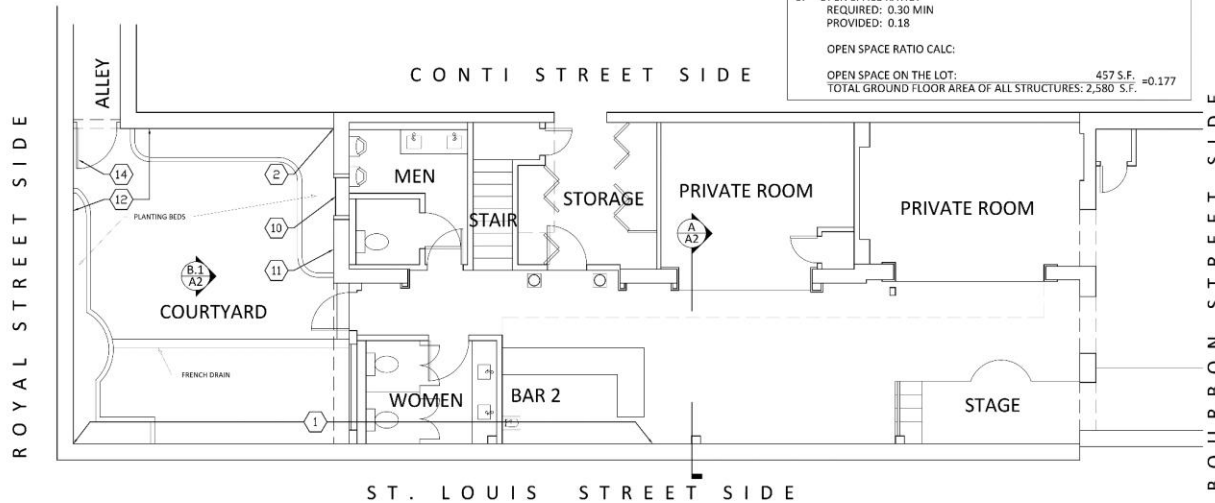 REQUIRED: 0.30 MIN
PROVIDED: 0.18
OPEN SPACE RATIO CALC:
OPEN SPACE ON THE LOT: 457 S.F. =0.177
TOTAL GROUND FLOOR AREA OF ALL STRUCTURES: 2,580 S.F.
CONTI STREET SIDE
ALLEY
ROYAL STREET SIDE
BOURBON STREET SIDE
14
2
12
MEN
STAIR
STORAGE
PRIVATE ROOM
PRIVATE ROOM
PLANTING BEDS
10
A
A2
11
B.1
A2
COURTYARD
FRENCH DRAIN
WOMEN
BAR 2
STAGE
1
ST. LOUIS STREET SIDE